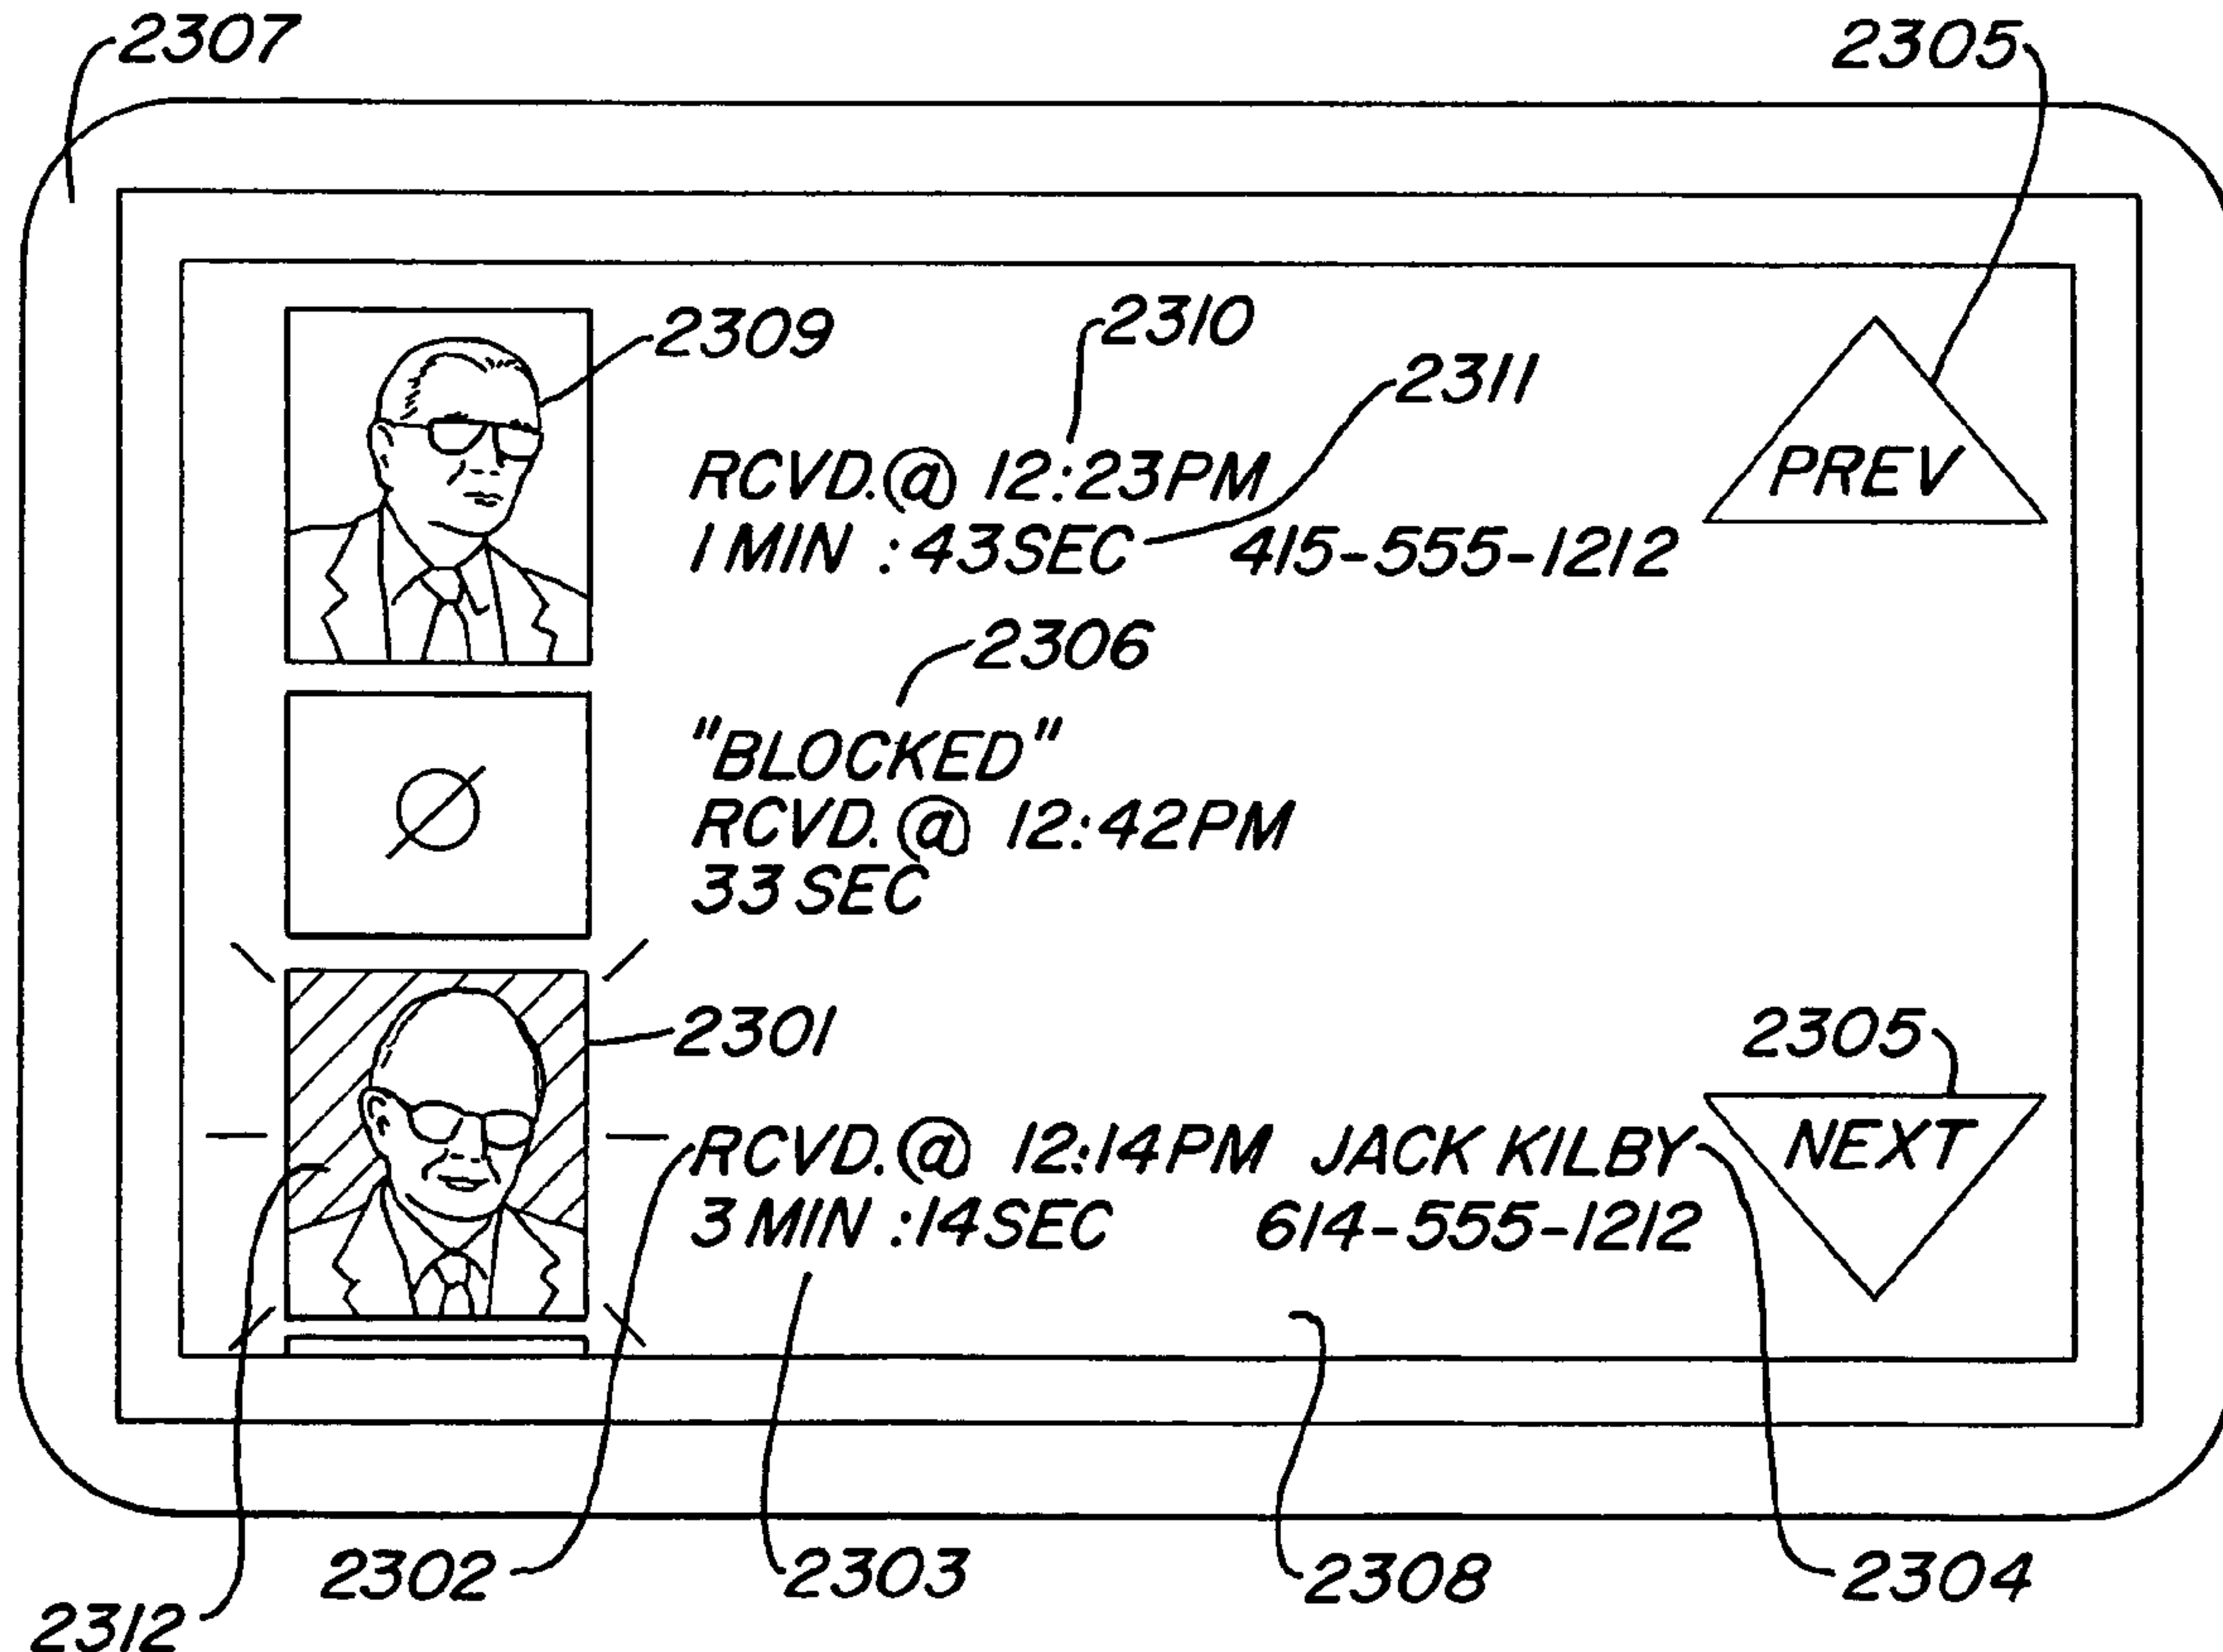 2307
2305
2309
2310
2311
RCVD.@ 12:23PM
1 MIN :43SEC
415-555-1212
PREV
2306
"BLOCKED"
RCVD.@ 12:42PM
33 SEC
2301
2305
RCVD.@ 12:14PM
3 MIN :14SEC
JACK KILBY
614-555-1212
NEXT
2302
2303
2308
2304
2312